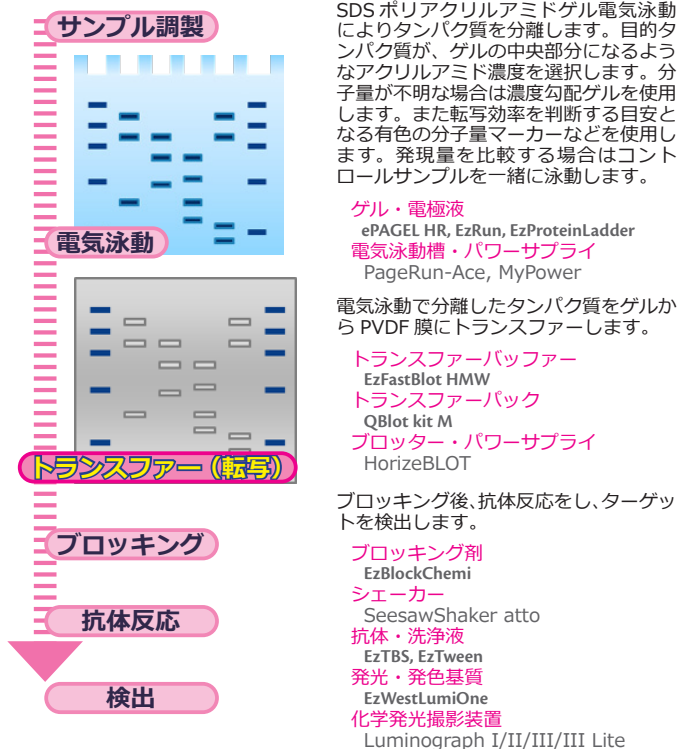 サンプル調製
電気泳動
トランスファー（転写）
ブロッキング
抗体反応
検出
SDS ポリアクリルアミドゲル電気泳動
によりタンパク質を分離します。目的タ
ンパク質が、ゲルの中央部分になるよう
なアクリルアミド濃度を選択します。分
子量が不明な場合は濃度勾配ゲルを使用
します。また転写効率を判断する目安と
なる有色の分子量マーカーなどを使用し
ます。発現量を比較する場合はコント
ロールサンプルを一緒に泳動します。
ゲル・電極液
ePAGEL HR, EzRun, EzProteinLadder
電気泳動槽・パワーサプライ
PageRun-Ace, MyPower
電気泳動で分離したタンパク質をゲルか
ら PVDF 膜にトランスファーします。
トランスファーバッファー
EzFastBlot HMW
トランスファーパック
QBlot kit M
ブロッター・パワーサプライ
HorizeBLOT
ブロッキング後、抗体反応をし、ターゲッ
トを検出します。
ブロッキング剤
EzBlockChemi
シェーカー
SeesawShaker atto
抗体・洗浄液
EzTBS, EzTween
発光・発色基質
EzWestLumiOne
化学発光撮影装置
Luminograph I/II/III/III Lite